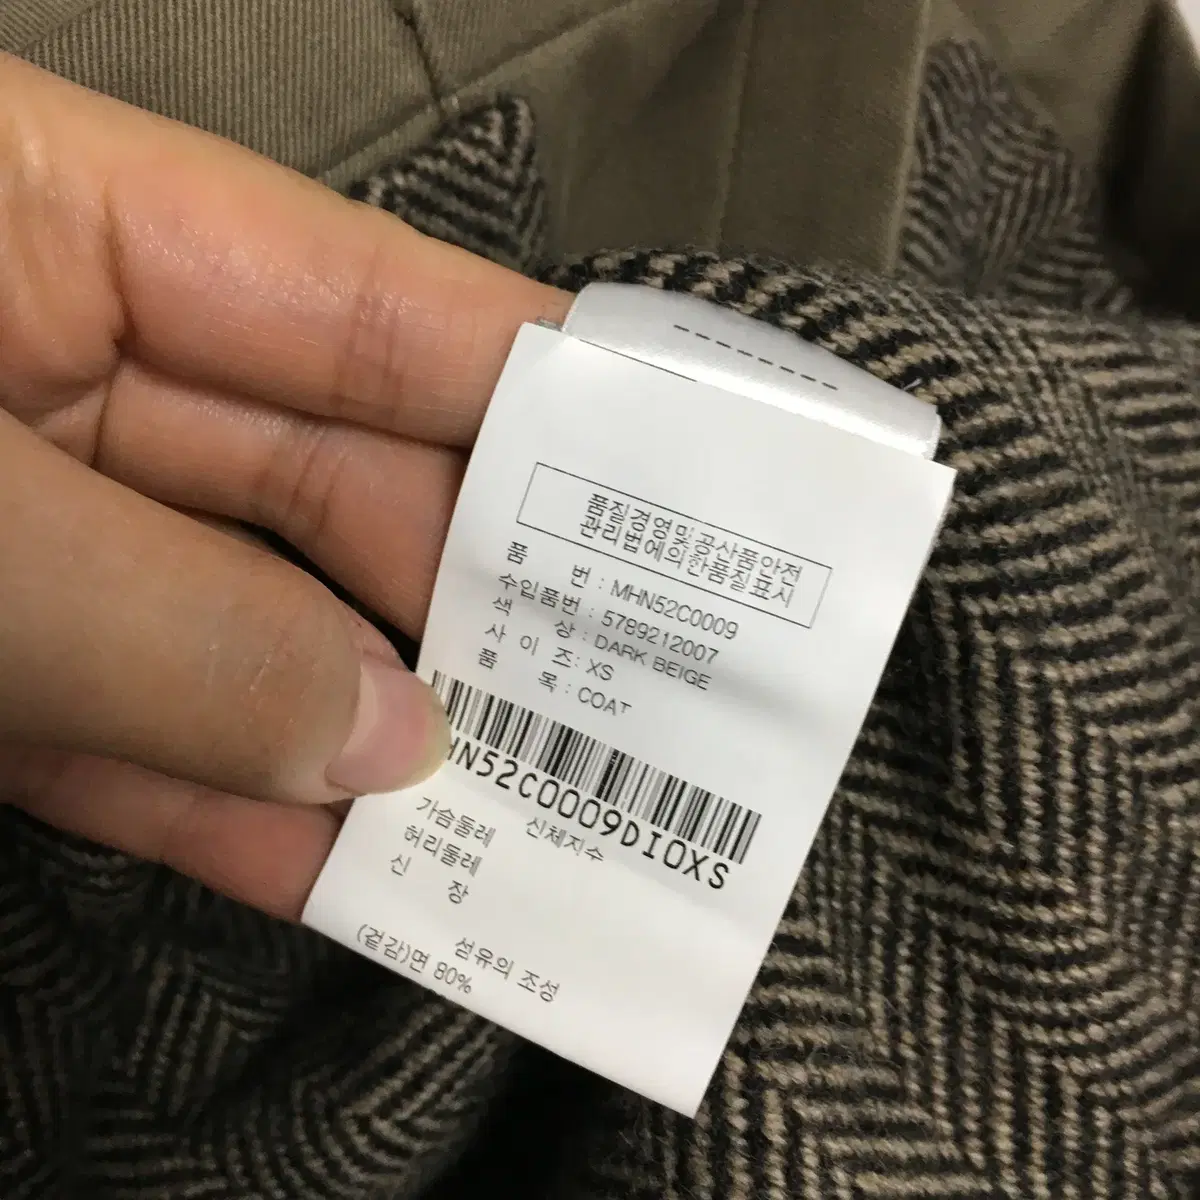 품질경영및공산품안전
관리법에의한품질표시
품 번 : MHN52C0009
수입품번 : 5789212007
색 상 : DARK BEIGE
사 이 즈 : XS
품 목 : COAT
HN52C0009DI0XS
가슴둘레 신체지수
허리둘레
신 장
섬유의 조성
(겉감)면 80%